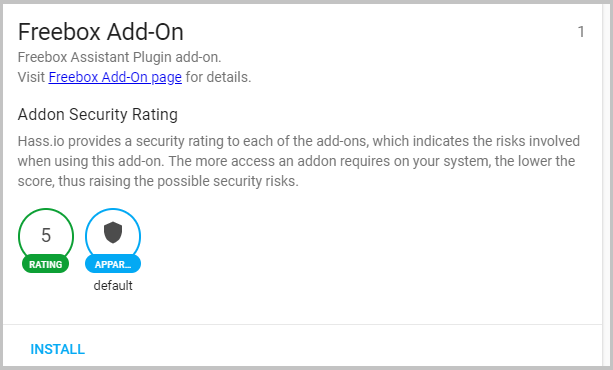 Freebox Add-On
1
Freebox Assistant Plugin add-on.
Visit Freebox Add-On page for details.
Addon Security Rating
Hass.io provides a security rating to each of the add-ons, which indicates the risks involved
when using this add-on. The more access an addon requires on your system, the lower the
score, thus raising the possible security risks.
5
RATING
APPAR...
default
INSTALL